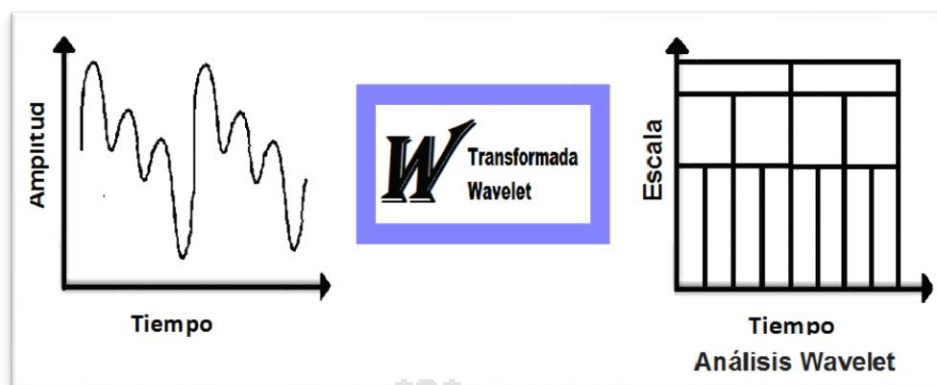 Amplitud
Tiempo
W Transformada
Wavelet
Escala
Tiempo
Análisis Wavelet